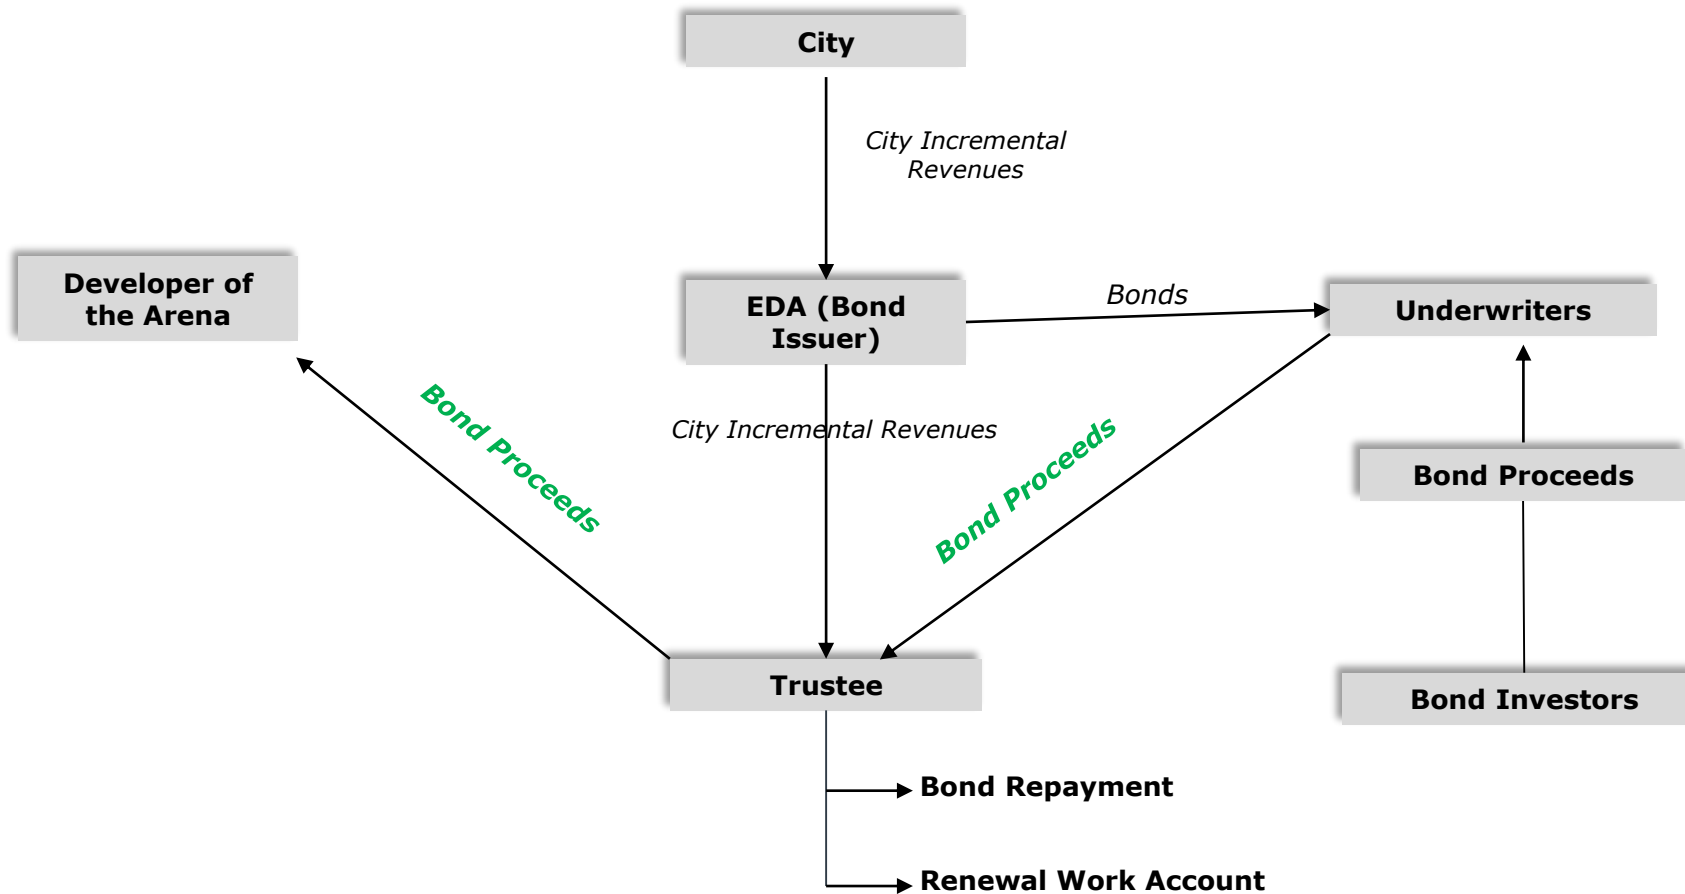 City
City Incremental
Revenues
Developer of
the Arena
EDA (Bond
Issuer)
Bonds
Underwriters
Bond Proceeds
City Incremental Revenues
Bond Proceeds
Bond Proceeds
Trustee
Bond Investors
Bond Repayment
Renewal Work Account